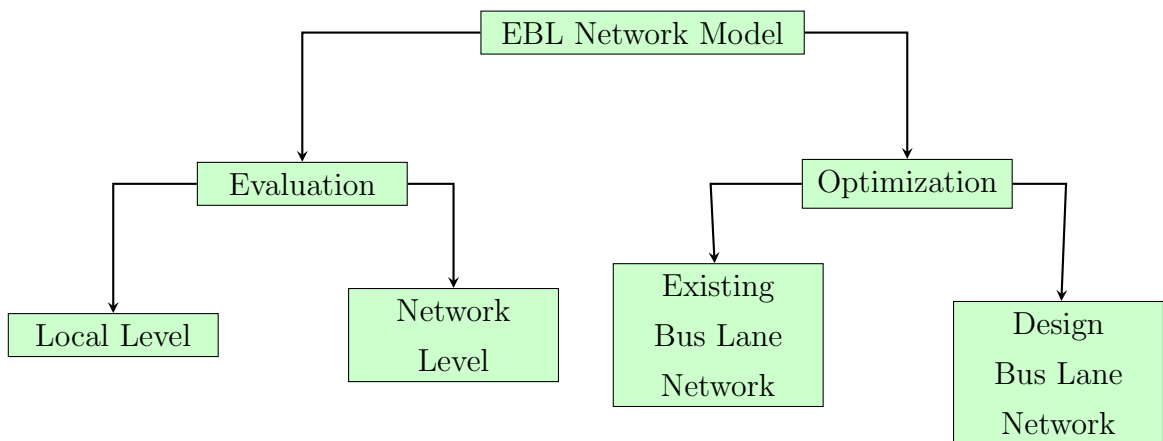 EBL Network Model
Evaluation
Optimization
Local Level
Network
Level
Existing
Bus Lane
Network
Design
Bus Lane
Network